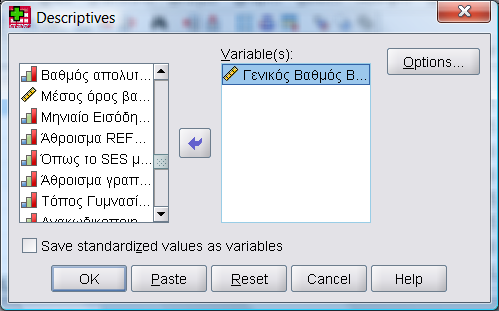 Descriptives
Variable(s):
Βαθμός απολυτ...
Μέσος όρος βα...
Μηνιαίο Εισόδη...
Άθροισμα REF...
Όπως το SES μ...
Άθροισμα γραπ...
Τόπος Γυμνασί...
Ανακωδικοποιη...
Γενικός Βαθμός Β...
Options...
Save standardized values as variables
OK
Paste
Reset
Cancel
Help